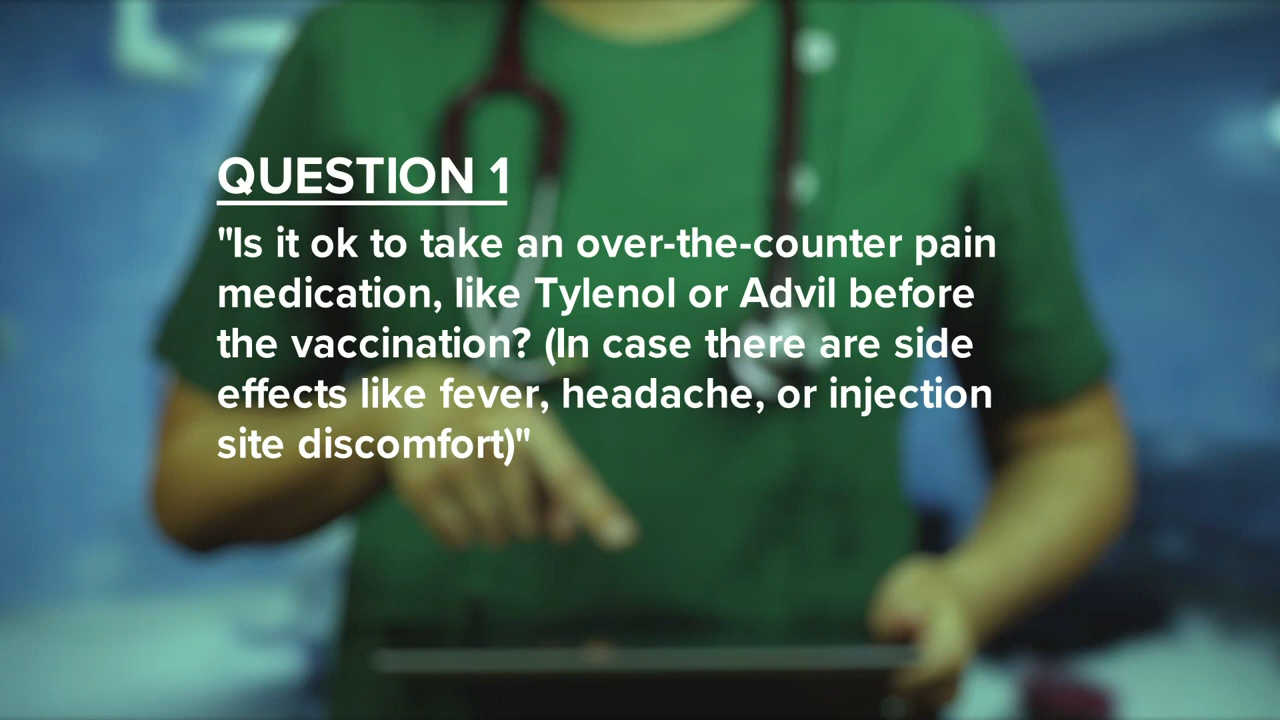 QUESTION 1
"Is it ok to take an over-the-counter pain
medication, like Tylenol or Advil before
the vaccination? (In case there are side
effects like fever, headache, or injection
site discomfort)"